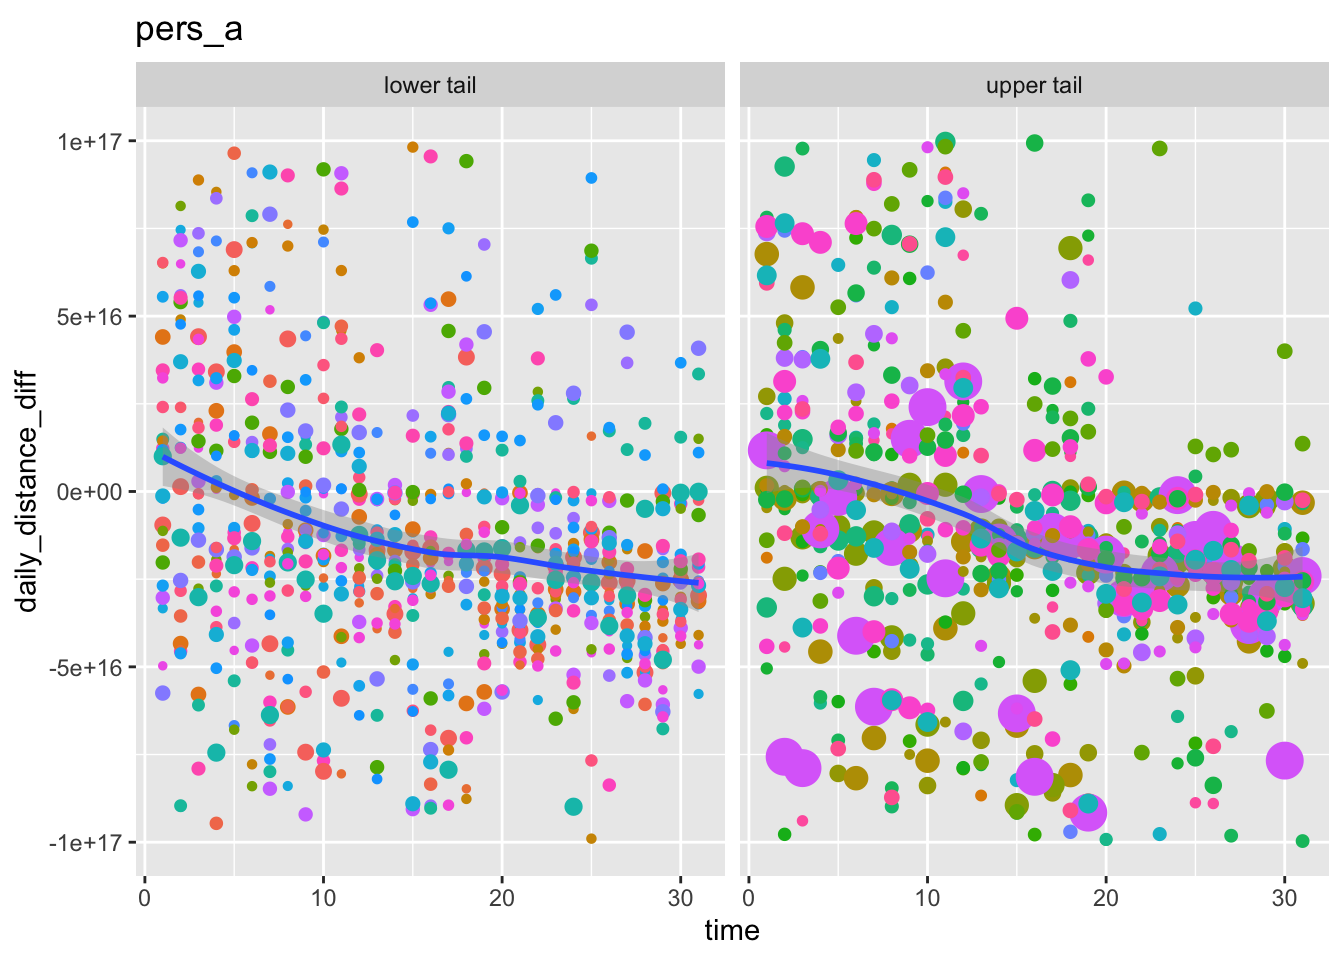 pers_a
lower tail
upper tail
daily_distance_diff
1e+17
5e+16
0e+00
-5e+16
-1e+17
0 10 20 30
0 10 20 30
time